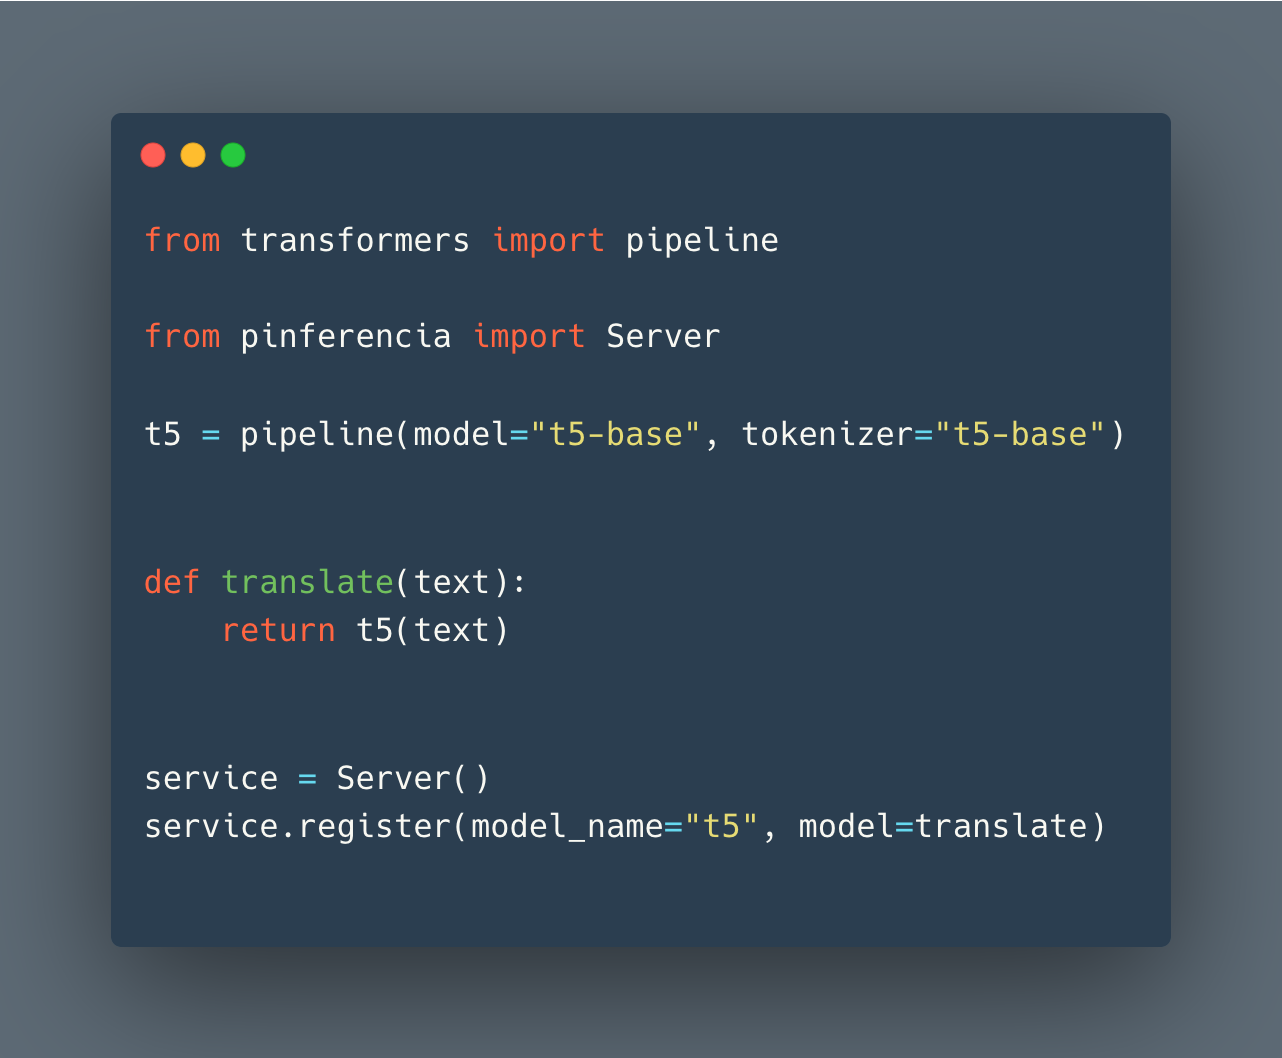 from transformers import pipeline
from pinferencia import Server
t5 = pipeline(model="t5-base", tokenizer="t5-base")
def translate(text):
    return t5(text)
service = Server()
service.register(model_name="t5", model=translate)